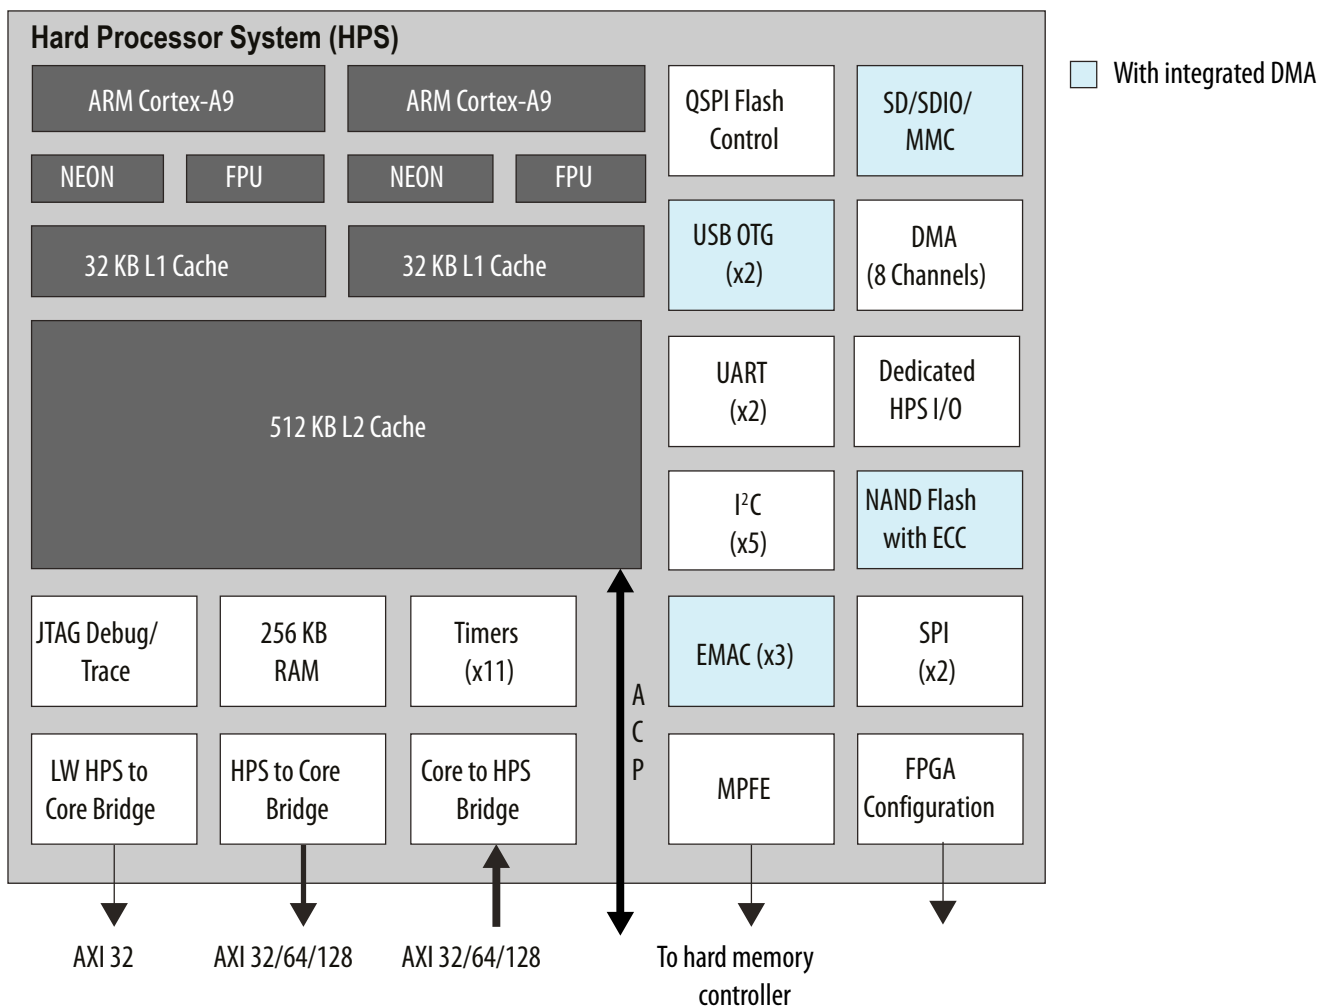 Hard Processor System (HPS)
With integrated DMA
ARM Cortex-A9
ARM Cortex-A9
NEON
FPU
NEON
FPU
32 KB L1 Cache
32 KB L1 Cache
512 KB L2 Cache
QSPI Flash
Control
SD/SDIO/
MMC
USB OTG
(x2)
DMA
(8 Channels)
UART
(x2)
Dedicated
HPS I/O
I²C
(x5)
NAND Flash
with ECC
JTAG Debug/
Trace
256 KB
RAM
Timers
(x11)
A
C
P
EMAC (x3)
SPI
(x2)
LW HPS to
Core Bridge
HPS to Core
Bridge
Core to HPS
Bridge
MPFE
FPGA
Configuration
AXI 32
AXI 32/64/128
AXI 32/64/128
To hard memory
controller